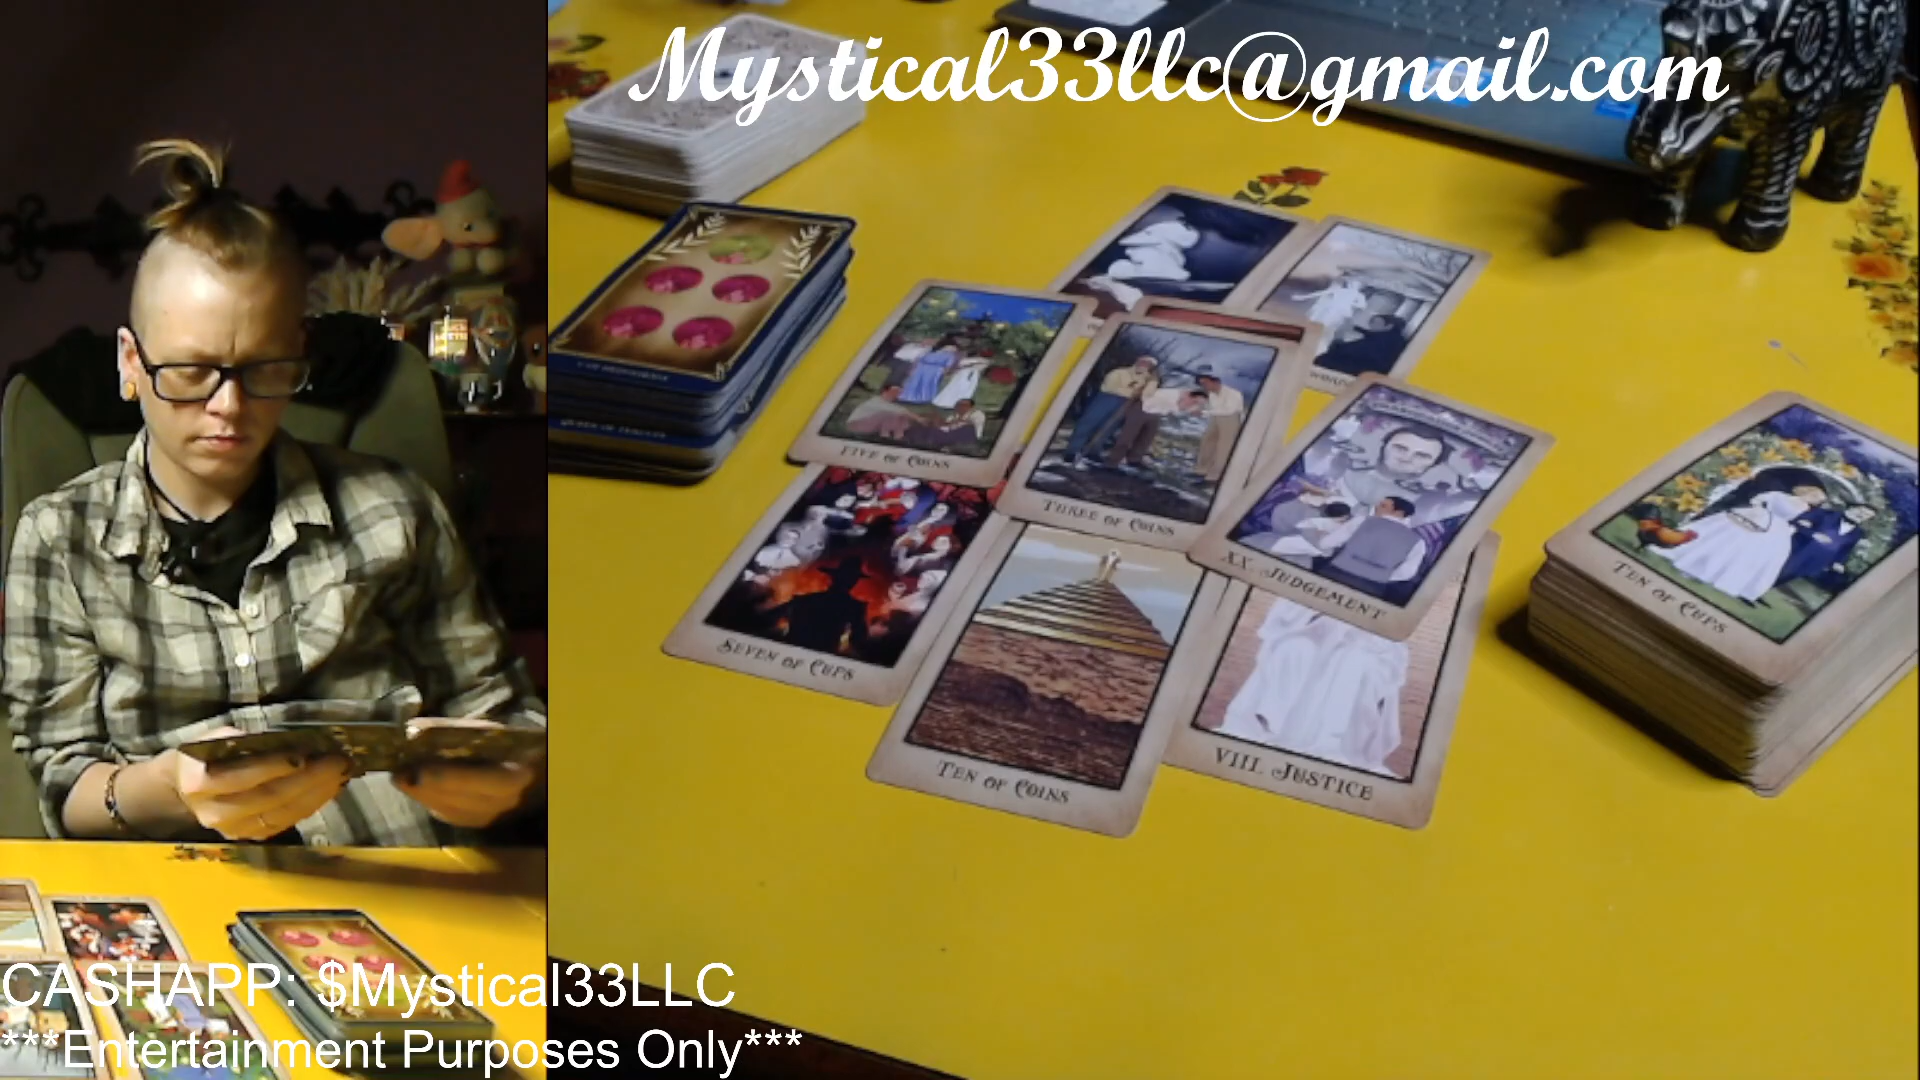 Mystical33llc@gmail.com
FIVE OF COINS
THREE OF COINS
XX. JUDGEMENT
TEN OF CUPS
SEVEN OF CUPS
TEN OF COINS
VIII. JUSTICE
CASHAPP: $Mystical33LLC
***Entertainment Purposes Only***